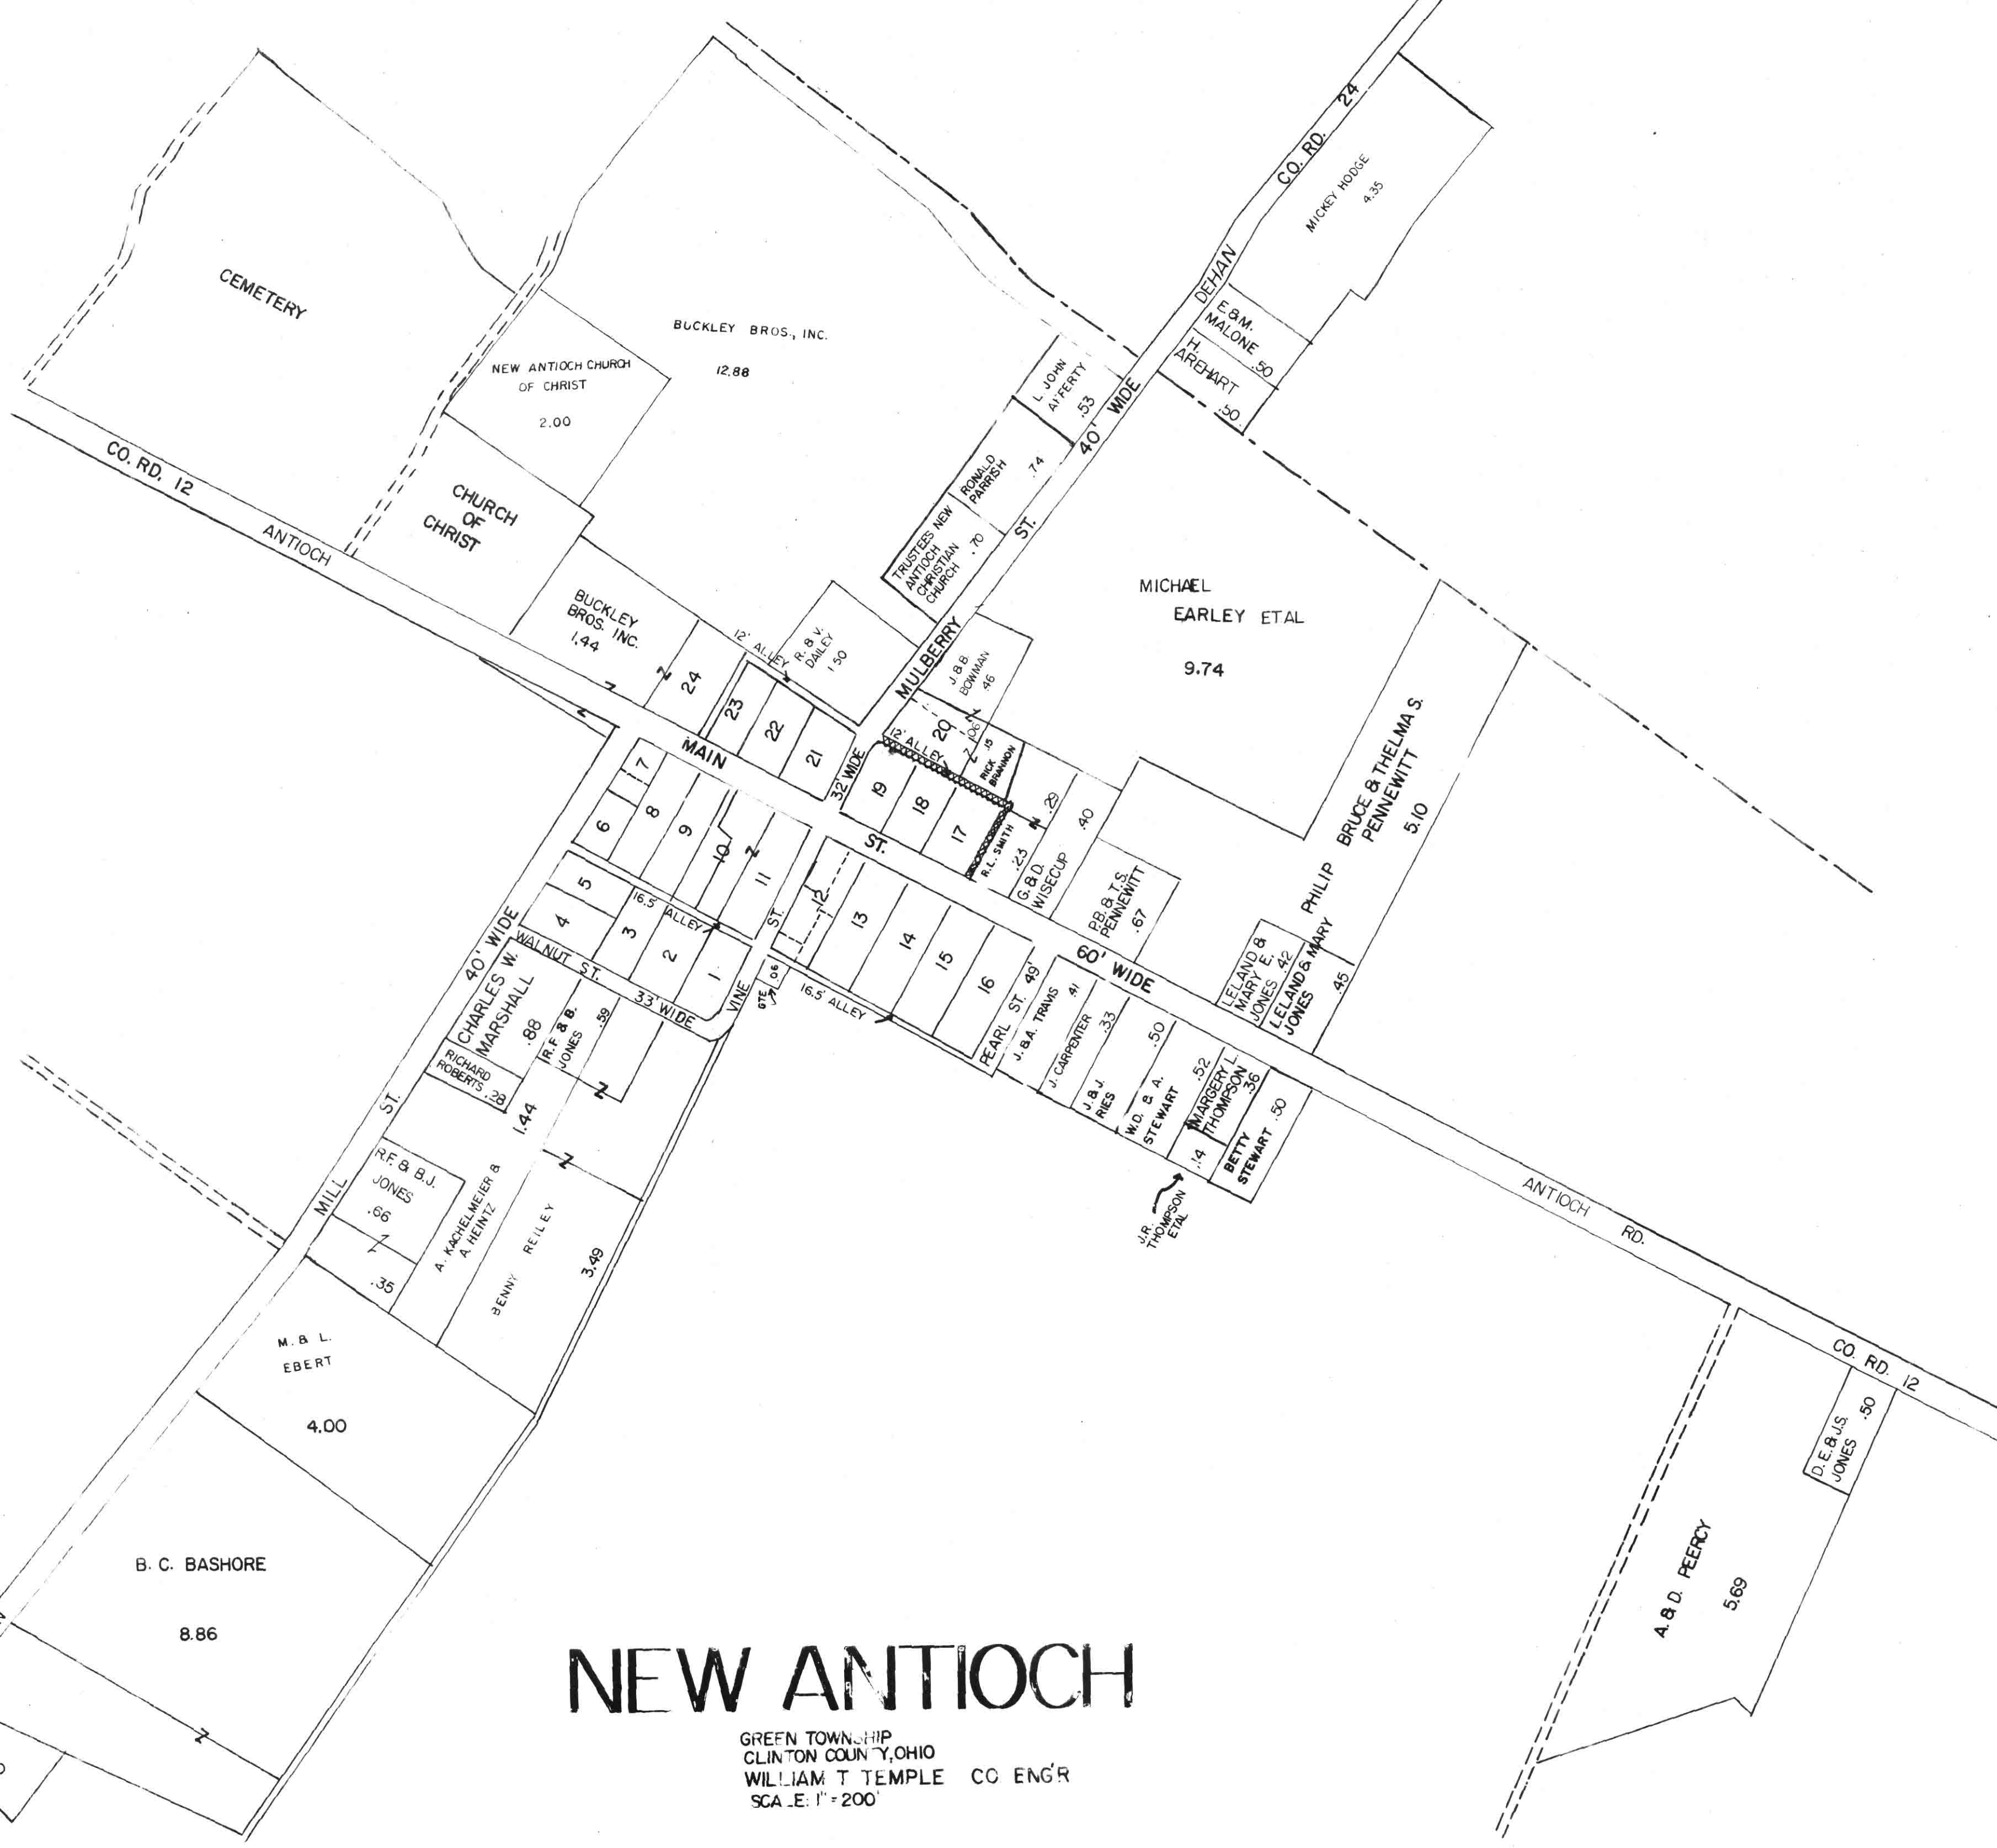 CO. RD. 24
MICKEY HODGE
4.35
DEHAN
E. & M.
MALONE
.50
H.
AREHART
.50
CEMETERY
BUCKLEY BROS., INC.
12.88
NEW ANTIOCH CHURCH
OF CHRIST
2.00
L. JOHN
.53
40' WIDE
RONALD
PARRISH
.74
CO. RD. 12
ANTIOCH
CHURCH
OF
CHRIST
TRUSTEES NEW
ANTIOCH
CHRISTIAN
CHURCH
.70
ST.
MULBERRY
MICHAEL
EARLEY ETAL
9.74
BUCKLEY
BROS. INC.
1.44
12' ALLEY
R. & V.
DAILEY
1.50
J. & B.
BOWMAN
.46
24
23
22
21
20
.06
.15
RICK
BRANNON
12' ALLEY
32' WIDE
MAIN
ST.
19
18
17
R.L. SMITH
.23
.29
G. & D.
WISECUP
.40
P.B. & T.S.
PENNEWITT
.67
PHILIP BRUCE & THELMA S.
PENNEWITT
5.10
LELAND &
MARY E.
JONES .42
LELAND & MARY
JONES
.45
7
6
8
9
10
11
12
13
14
15
16
5
4
3
2
1
16.5' ALLEY
WALNUT ST.
33' WIDE
VINE
ST.
GTE
.06
16.5' ALLEY
PEARL ST. 49'
60' WIDE
40' WIDE
CHARLES W.
MARSHALL
.88
R.F. & B.
JONES
.59
RICHARD
ROBERTS .28
1.44
J. & A. TRAVIS
.41
J. CARPENTER
.33
J. & J.
RIES
.50
W.D. & A.
STEWART
.52
MARGERY L.
THOMPSON
.36
.14
BETTY
STEWART .50
J.R.
THOMPSON
ETAL
MILL
ST.
R.F. & B.J.
JONES
.66
.35
A. KACHELMEIER &
A. HEINTZ
BENNY REILEY
3.49
M. & L.
EBERT
4.00
B. C. BASHORE
8.86
ANTIOCH
RD.
CO. RD. 12
D. E. & J.S.
JONES
.50
A. & D. PEERCY
5.69
NEW ANTIOCH
GREEN TOWNSHIP
CLINTON COUNTY, OHIO
WILLIAM T TEMPLE CO ENG'R
SCALE: 1" = 200'